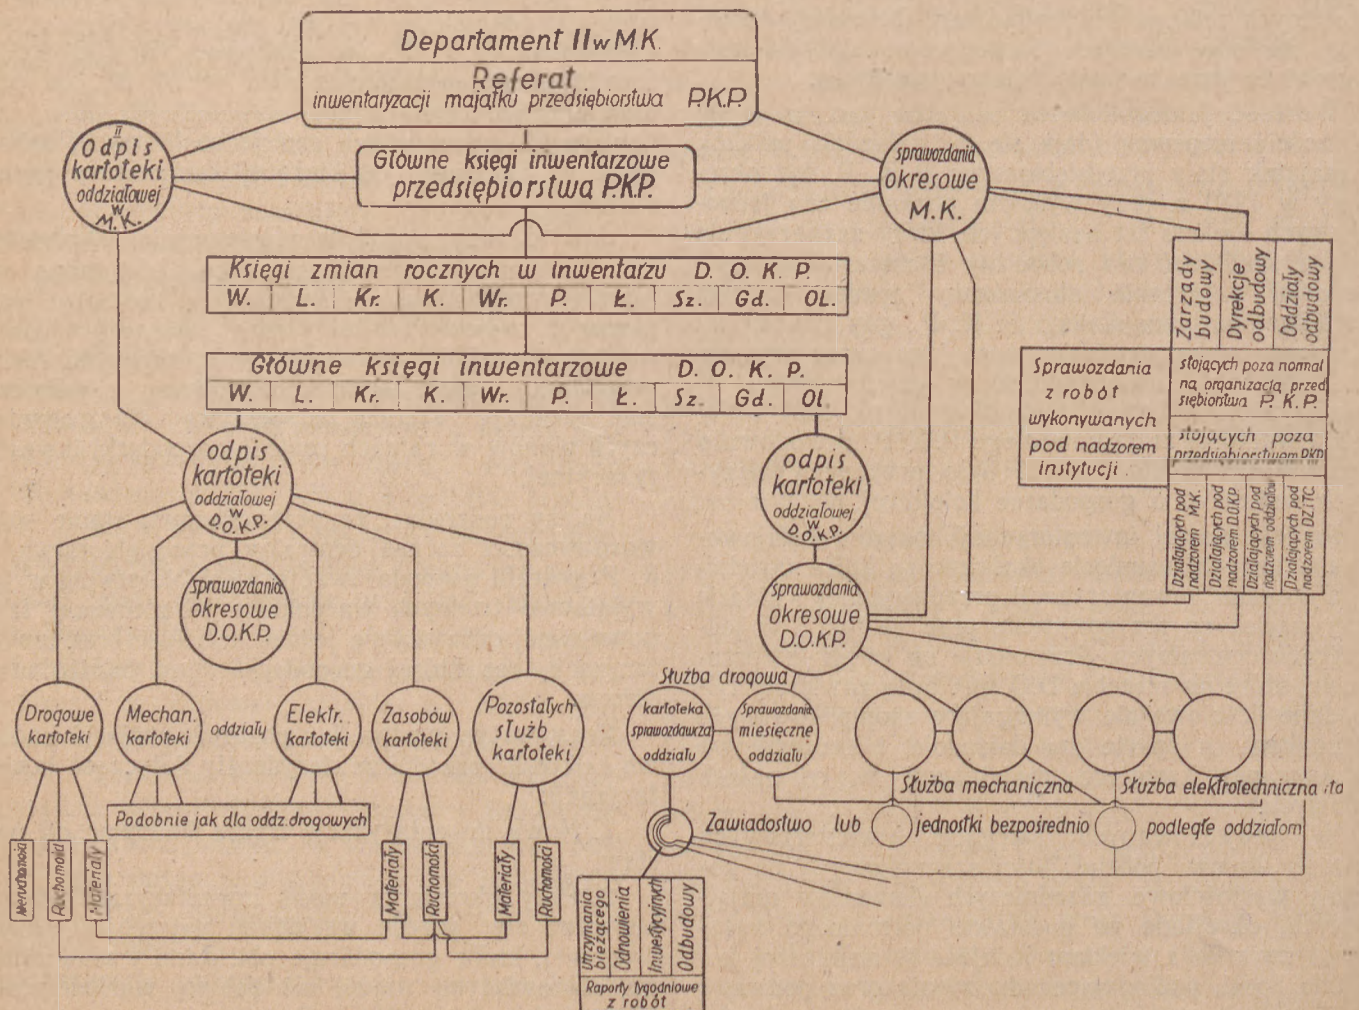 Departament II w M.K.
Referat
inwentaryzacji majątku przedsiębiorstwa P.K.P.
II
Odpis
kartoteki
oddziałowej
w
M.K.
Główne księgi inwentarzowe
przedsiębiorstwa P.K.P.
sprawozdania
okresowe
M.K.
Księgi zmian rocznych w inwentarzu D. O. K. P.
W. L. Kr. K. Wr. P. Ł. Sz. Gd. OL.
Główne księgi inwentarzowe D. O. K. P.
W. L. Kr. K. Wr. P. Ł. Sz. Gd. Ol.
Zarządy
budowy
Dyrekcje
odbudowy
Oddziały
odbudowy
Sprawozdania
z robót
wykonywanych
pod nadzorem
instytucji
stojących poza normal
ną organizacją przed
siębiorstwa P. K. P.
stojących poza
przedsiębiorstwem PKP
Działających pod
nadzorem M.K.
Działających pod
nadzorem D.O.K.P.
Działających pod
nadzorem oddziałów
Działających pod
nadzorem DZiTC.
odpis
kartoteki
oddziałowej
w
D.O.K.P.
odpis
kartoteki
oddziałowej
w
D.O.K.P.
sprawozdania
okresowe
D.O.K.P.
sprawozdania
okresowe
D.O.K.P.
Służba drogowa
Drogowe
kartoteki
Mechan.
kartoteki
oddziały
Elektr.
kartoteki
Zasobów
kartoteki
Pozostałych
służb
kartoteki
kartoteka
sprawozdawcza
oddziału
Sprawozdania
miesięczne
oddziału
Służba mechaniczna
Służba elektrotechniczna itd
Podobnie jak dla oddz. drogowych
Zawiadostwo lub jednostki bezpośrednio podległe oddziałom
Nieruchomości
Ruchomości
Materiały
Materiały
Ruchomości
Materiały
Ruchomości
Utrzymania
bieżącego
Odnowienia
Inwestycyjnych
Odbudowy
Raporty tygodniowe
z robót